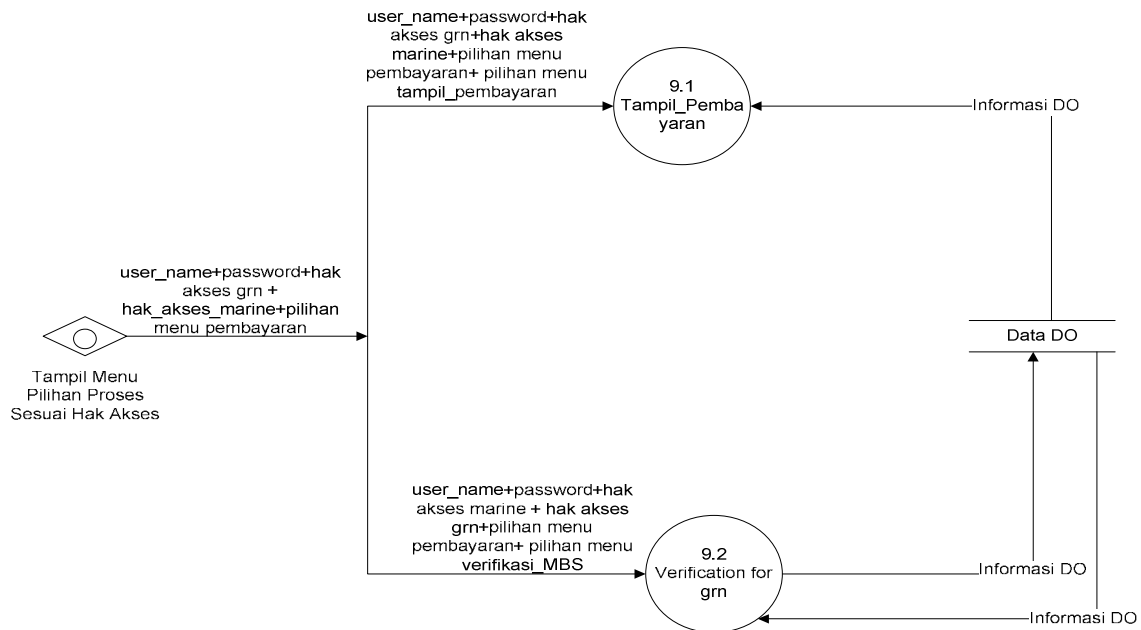 user_name+password+hak
akses grn+hak akses
marine+pilihan menu
pembayaran+ pilihan menu
tampil_pembayaran
9.1
Tampil_Pemba
yaran
Informasi DO
user_name+password+hak
akses grn +
hak_akses_marine+pilihan
menu pembayaran
Tampil Menu
Pilihan Proses
Sesuai Hak Akses
Data DO
user_name+password+hak
akses marine + hak akses
grn+pilihan menu
pembayaran+ pilihan menu
verifikasi_MBS
9.2
Verification for
grn
Informasi DO
Informasi DO